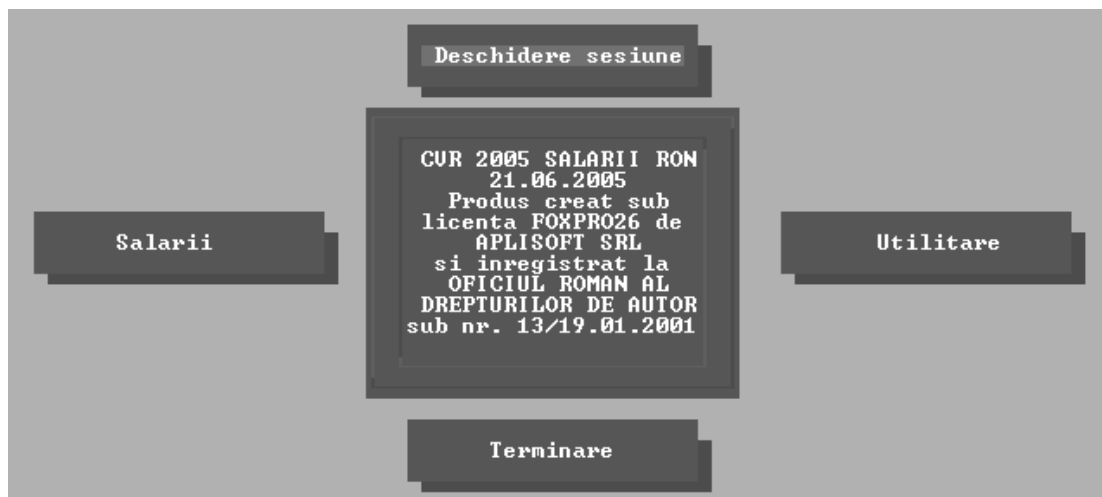 Deschidere sesiune
CVR 2005 SALARII RON
21.06.2005
Produs creat sub
licenta FOXPRO26 de
APLISOFT SRL
si inregistrat la
OFICIUL ROMAN AL
DREPTURILOR DE AUTOR
sub nr. 13/19.01.2001
Salarii
Utilitare
Terminare